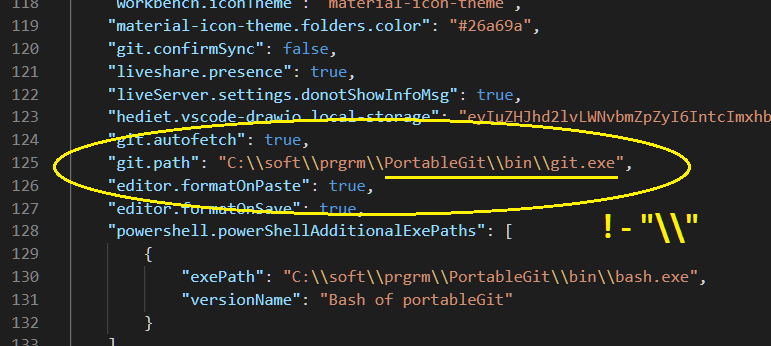 118 "workbench.iconTheme": "material-icon-theme",
119 "material-icon-theme.folders.color": "#26a69a",
120 "git.confirmSync": false,
121 "liveshare.presence": true,
122 "liveServer.settings.donotShowInfoMsg": true,
123 "hediet.vscode-drawio.local-storage": "eyIuZHJhd2lvLWNvbmZpZyI6IntcImxhb
124 "git.autofetch": true,
125 "git.path": "C:\\soft\\prgrm\\PortableGit\\bin\\git.exe",
126 "editor.formatOnPaste": true,
127 "editor.formatOnSave": true,
128 "powershell.powerShellAdditionalExePaths": [
! - "\\"
129 {
130 "exePath": "C:\\soft\\prgrm\\PortableGit\\bin\\bash.exe",
131 "versionName": "Bash of portableGit"
132 }
133 ]